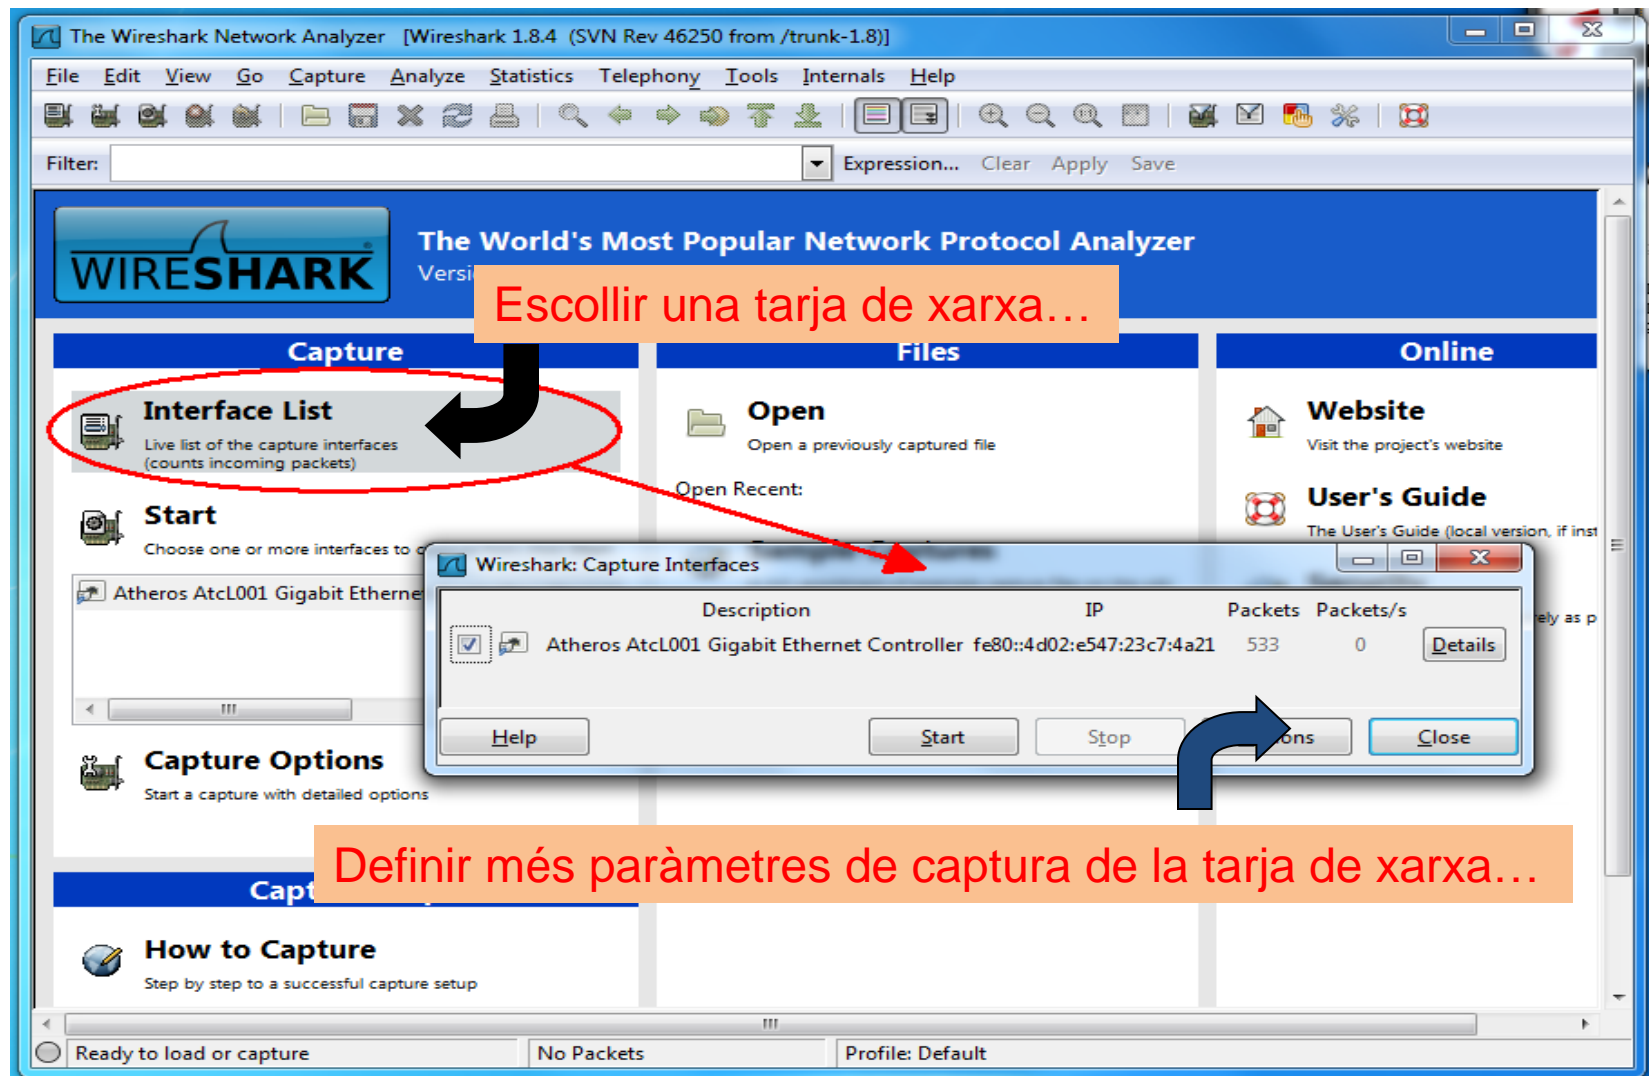 The Wireshark Network Analyzer [Wireshark 1.8.4 (SVN Rev 46250 from /trunk-1.8)]
File Edit View Go Capture Analyze Statistics Telephony Tools Internals Help
Filter: Expression... Clear Apply Save
WIRESHARK
The World's Most Popular Network Protocol Analyzer
Escollir una tarja de xarxa…
Capture
Interface List
Live list of the capture interfaces
(counts incoming packets)
Start
Choose one or more interfaces to
Atheros AtcL001 Gigabit
Capture Options
Start a capture with detailed options
Files
Open
Open a previously captured file
Open Recent:
Online
Website
Visit the project's website
User's Guide
The User's Guide (local version, if
Wireshark: Capture Interfaces
Description IP Packets Packets/s
Atheros AtcL001 Gigabit Ethernet Controller fe80::4d02:e547:23c7:4a21 533 0 Details
Help Start Stop Close
Definir més paràmetres de captura de la tarja de xarxa…
How to Capture
Step by step to a successful capture setup
Ready to load or capture No Packets Profile: Default